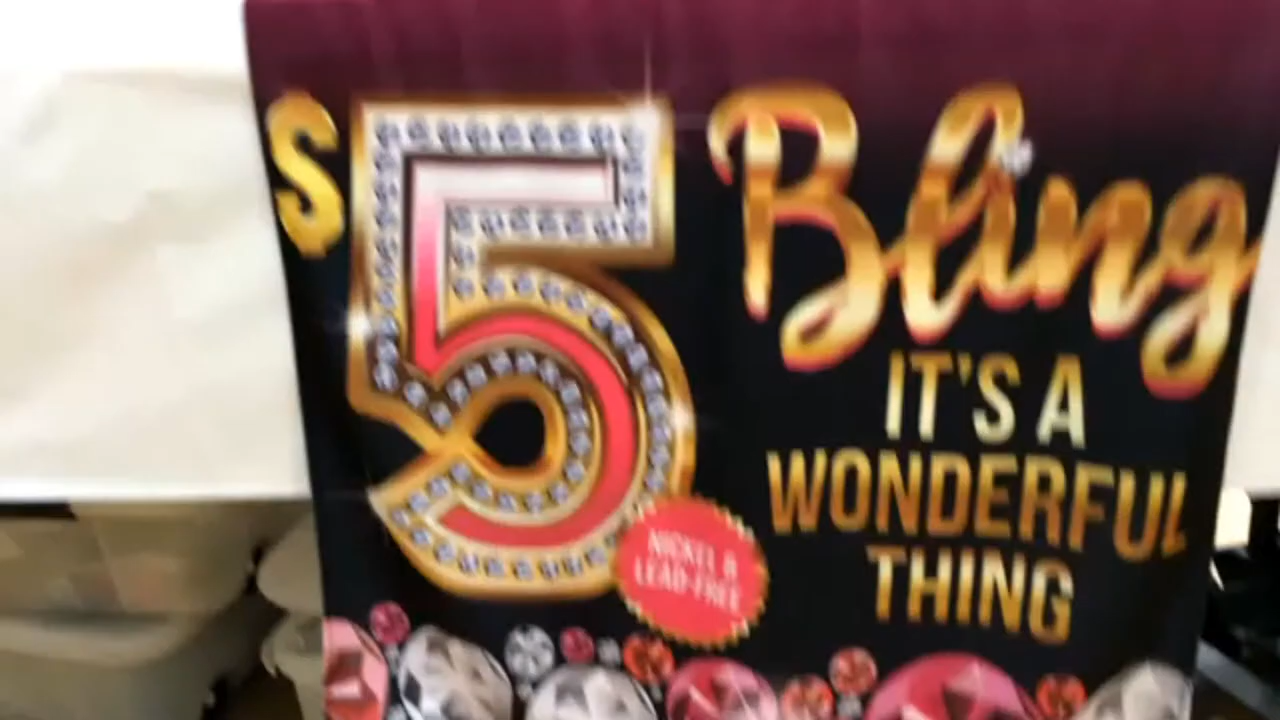 $5 Bling
IT'S A
WONDERFUL
THING
NICKEL &
LEAD-FREE